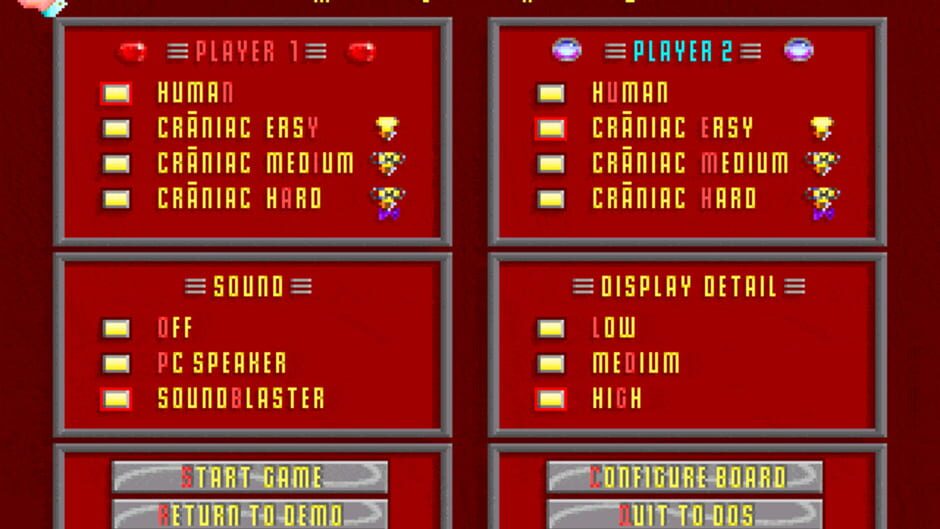 PLAYER 1
HUMAN
CRĀNIAC EASY
CRĀNIAC MEDIUM
CRĀNIAC HARD
PLAYER 2
HUMAN
CRĀNIAC EASY
CRĀNIAC MEDIUM
CRĀNIAC HARD
SOUND
OFF
PC SPEAKER
SOUNDBLASTER
DISPLAY DETAIL
LOW
MEDIUM
HIGH
START GAME
RETURN TO DEMO
CONFIGURE BOARD
QUIT TO DOS